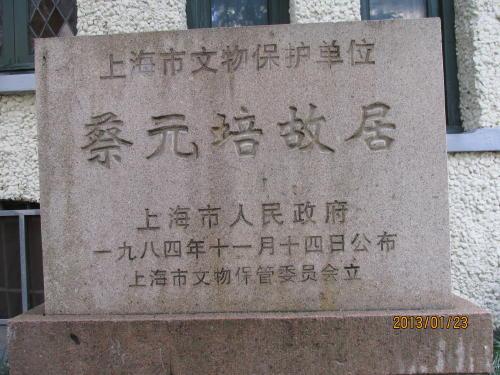 上海市文物保护单位
蔡元培故居
上海市人民政府
一九八四年十一月十四日公布
上海市文物保管委员会立
2013/01/23